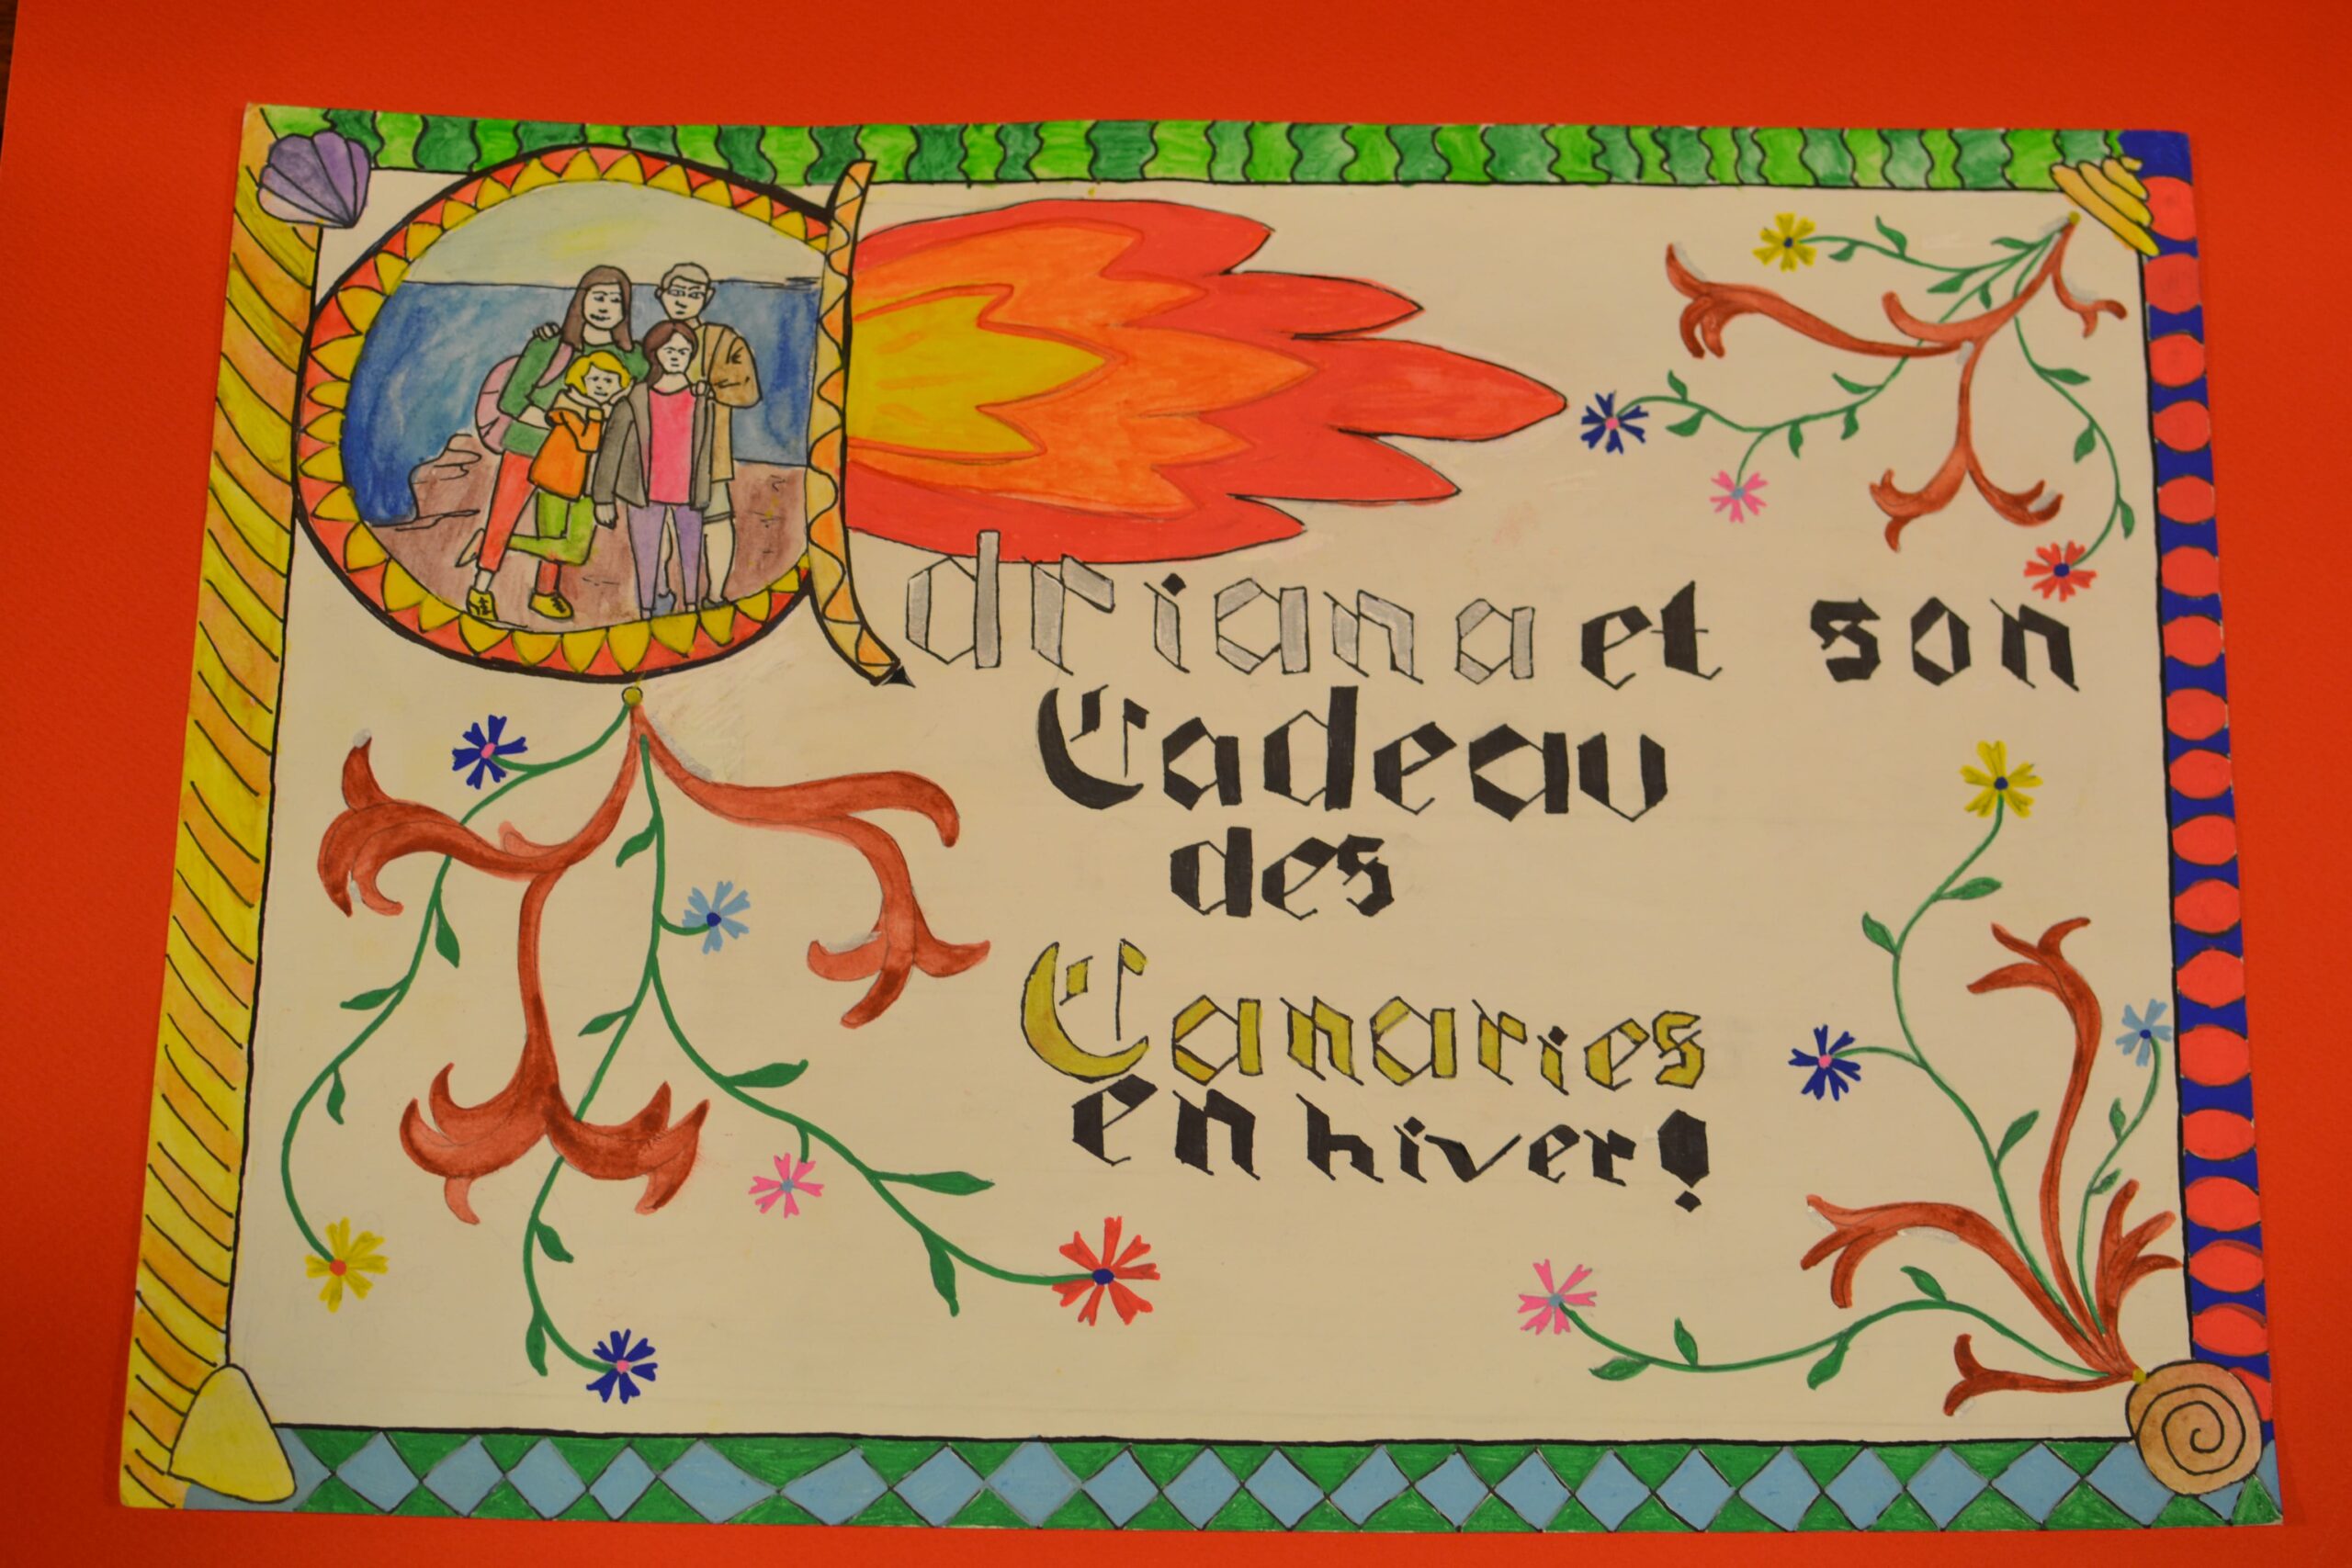 Adriana et son
Cadeau
des
Canaries
en hiver!